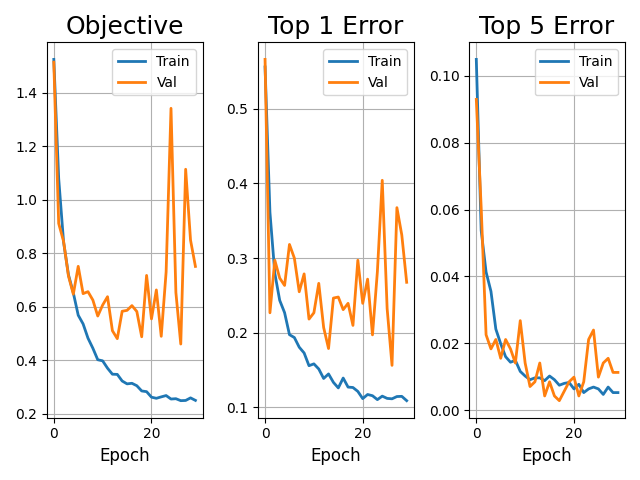 Objective
Train
Val
1.4
1.2
1.0
0.8
0.6
0.4
0.2
0
20
Epoch
Top 1 Error
Train
Val
0.5
0.4
0.3
0.2
0.1
0
20
Epoch
Top 5 Error
Train
Val
0.10
0.08
0.06
0.04
0.02
0.00
0
20
Epoch